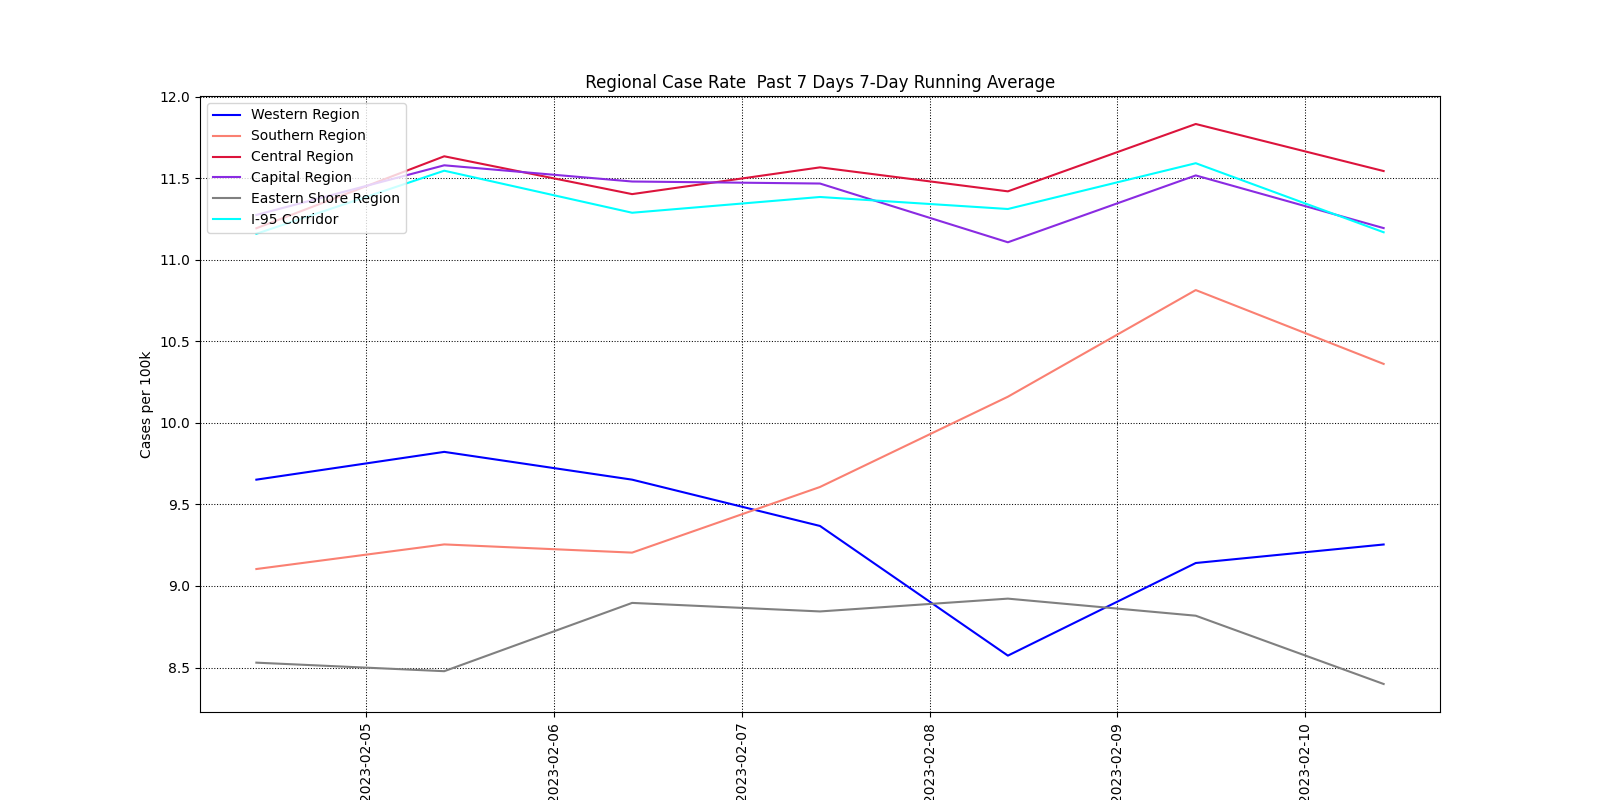 Regional Case Rate  Past 7 Days 7-Day Running Average
12.0
11.5
11.0
10.5
10.0
9.5
9.0
8.5
Cases per 100k
Western Region
Southern Region
Central Region
Capital Region
Eastern Shore Region
I-95 Corridor
2023-02-05
2023-02-06
2023-02-07
2023-02-08
2023-02-09
2023-02-10